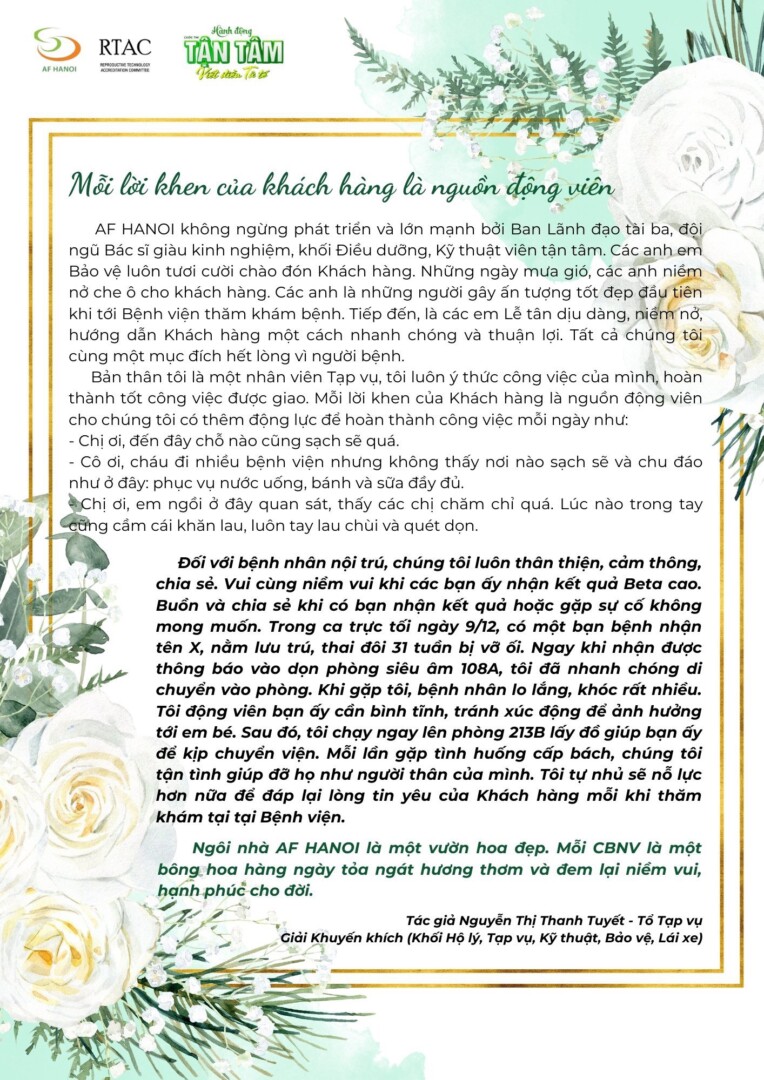 AF HANOI
RTAC
REPRODUCTIVE TECHNOLOGY
ACCREDITATION COMMITTEE
Hành động
TẬN TÂM
Mỗi lời khen của khách hàng là nguồn động viên
AF HANOI không ngừng phát triển và lớn mạnh bởi Ban Lãnh đạo tài ba, đội
ngũ Bác sĩ giàu kinh nghiệm, khối Điều dưỡng, Kỹ thuật viên tận tâm. Các anh em
Bảo vệ luôn tươi cười chào đón Khách hàng. Những ngày mưa gió, các anh niềm
nở che ô cho khách hàng. Các anh là những người gây ấn tượng tốt đẹp đầu tiên
khi tới Bệnh viện thăm khám bệnh. Tiếp đến, là các em Lễ tân dịu dàng, niềm nở,
hướng dẫn Khách hàng một cách nhanh chóng và thuận lợi. Tất cả chúng tôi
cùng một mục đích hết lòng vì người bệnh.
Bản thân tôi là một nhân viên Tạp vụ, tôi luôn ý thức công việc của mình, hoàn
thành tốt công việc được giao. Mỗi lời khen của Khách hàng là nguồn động viên
cho chúng tôi có thêm động lực để hoàn thành công việc mỗi ngày như:
- Chị ơi, đến đây chỗ nào cũng sạch sẽ quá.
- Cô ơi, cháu đi nhiều bệnh viện nhưng không thấy nơi nào sạch sẽ và chu đáo
như ở đây: phục vụ nước uống, bánh và sữa đầy đủ.
- Chị ơi, em ngồi ở đây quan sát, thấy các chị chăm chỉ quá. Lúc nào trong tay
cũng cầm cái khăn lau, luôn tay lau chùi và quét dọn.
Đối với bệnh nhân nội trú, chúng tôi luôn thân thiện, cảm thông,
chia sẻ. Vui cùng niềm vui khi các bạn ấy nhận kết quả Beta cao.
Buồn và chia sẻ khi có bạn nhận kết quả hoặc gặp sự cố không
mong muốn. Trong ca trực tối ngày 9/12, có một bạn bệnh nhận
tên X, nằm lưu trú, thai đôi 31 tuần bị vỡ ối. Ngay khi nhận được
thông báo vào dọn phòng siêu âm 108A, tôi đã nhanh chóng di
chuyển vào phòng. Khi gặp tôi, bệnh nhân lo lắng, khóc rất nhiều.
Tôi động viên bạn ấy cần bình tĩnh, tránh xúc động để ảnh hưởng
tới em bé. Sau đó, tôi chạy ngay lên phòng 213B lấy đồ giúp bạn ấy
để kịp chuyển viện. Mỗi lần gặp tình huống cấp bách, chúng tôi
tận tình giúp đỡ họ như người thân của mình. Tôi tự nhủ sẽ nỗ lực
hơn nữa để đáp lại lòng tin yêu của Khách hàng mỗi khi thăm
khám tại tại Bệnh viện.
Ngôi nhà AF HANOI là một vườn hoa đẹp. Mỗi CBNV là một
bông hoa hàng ngày tỏa ngát hương thơm và đem lại niềm vui,
hạnh phúc cho đời.
Tác giả Nguyễn Thị Thanh Tuyết - Tổ Tạp vụ
Giải Khuyến khích (Khối Hộ lý, Tạp vụ, Kỹ thuật, Bảo vệ, Lái xe)